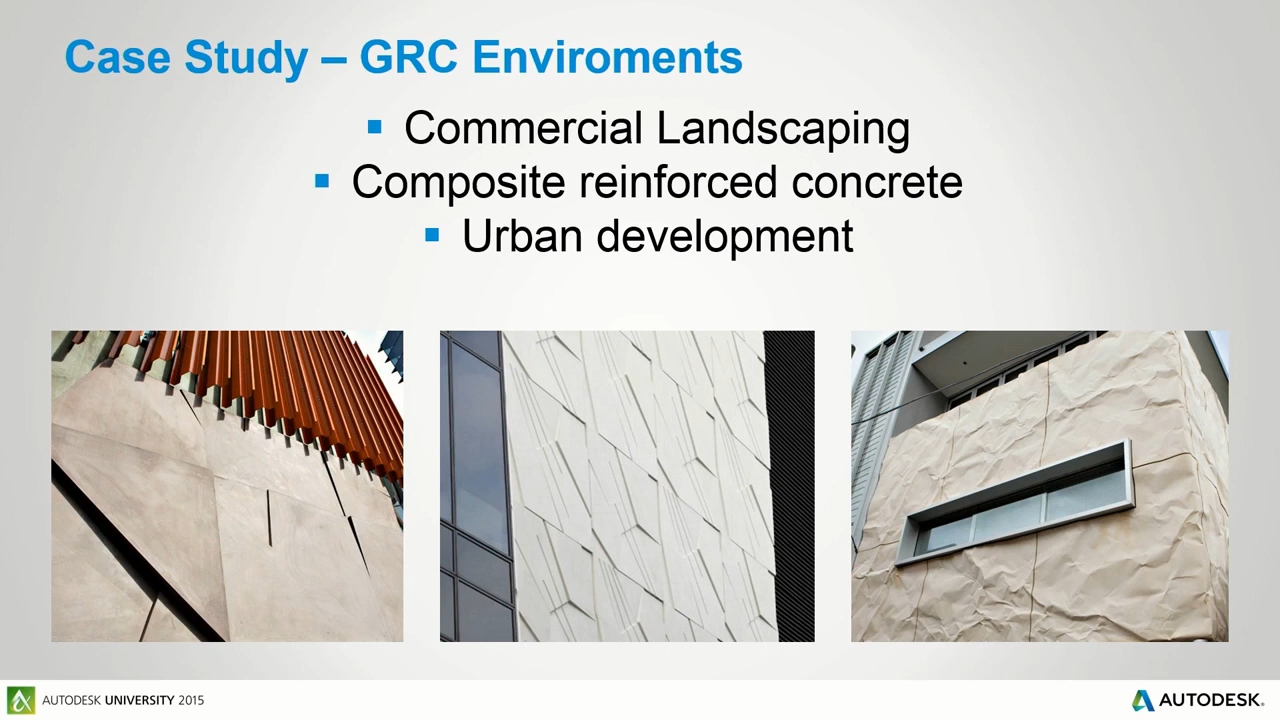 Case Study – GRC Enviroments
▪ Commercial Landscaping
▪ Composite reinforced concrete
▪ Urban development
AUTODESK UNIVERSITY 2015
AUTODESK®